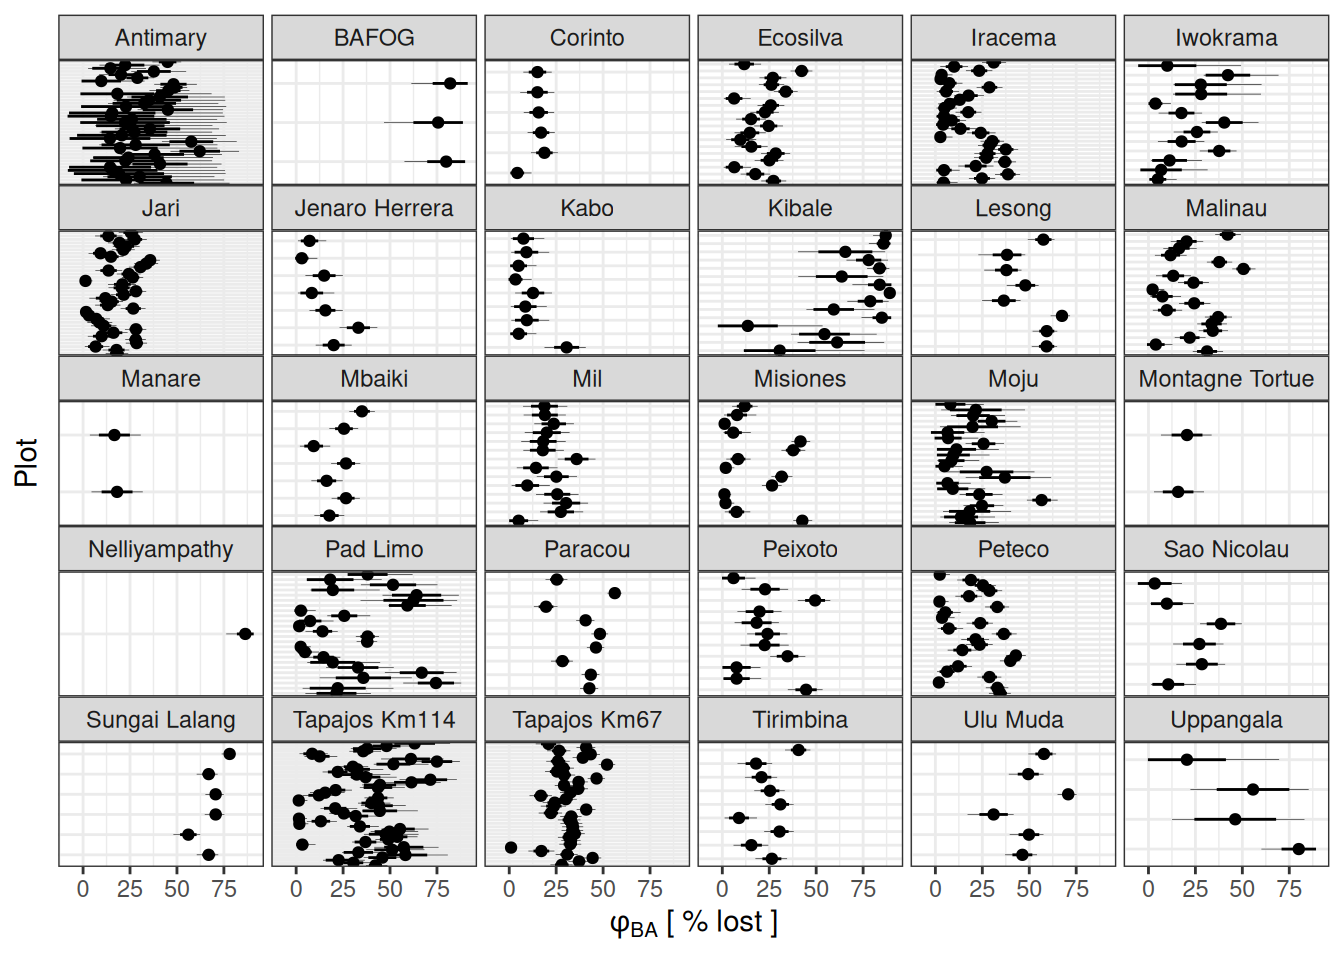 Antimary BAFOG Corinto Ecosilva Iracema Iwokrama
Jari Jenaro Herrera Kabo Kibale Lesong Malinau
Manare Mbaiki Mil Misiones Moju Montagne Tortue
Plot
Nelliyampathy Pad Limo Paracou Peixoto Peteco Sao Nicolau
Sungai Lalang Tapajos Km114 Tapajos Km67 Tirimbina Ulu Muda Uppangala
0 25 50 75 0 25 50 75 0 25 50 75 0 25 50 75 0 25 50 75 0 25 50 75
φBA [ % lost ]